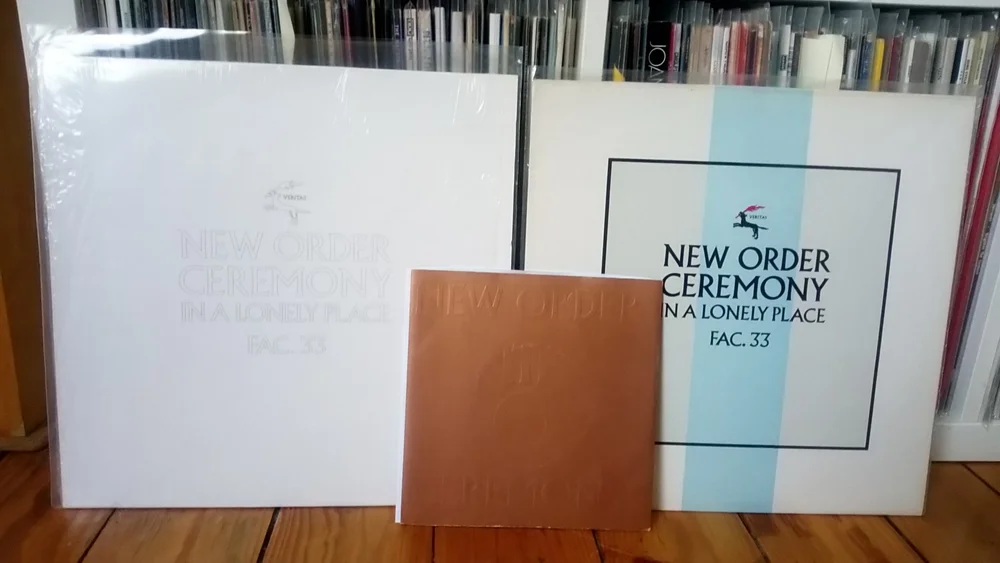 VERITAS
NEW ORDER
CEREMONY
IN A LONELY PLACE
FAC. 33
NEW ORDER
VERITAS
NEW ORDER
CEREMONY
IN A LONELY PLACE
FAC. 33
JOAN